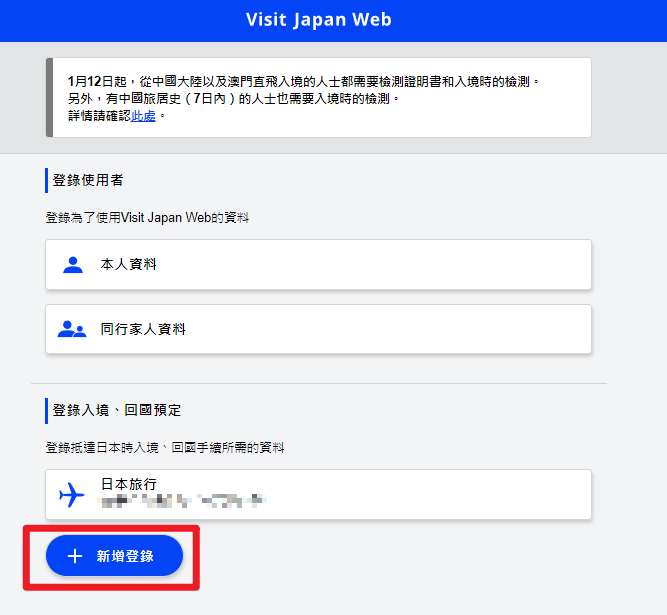 Visit Japan Web
1月12日起，從中國大陸以及澳門直飛入境的人士都需要檢測證明書和入境時的檢測。
另外，有中國旅居史（7日內）的人士也需要入境時的檢測。
詳情請確認此處。
登錄使用者
登錄為了使用Visit Japan Web的資料
本人資料
同行家人資料
登錄入境、回國預定
登錄抵達日本時入境、回國手續所需的資料
日本旅行
新增登錄